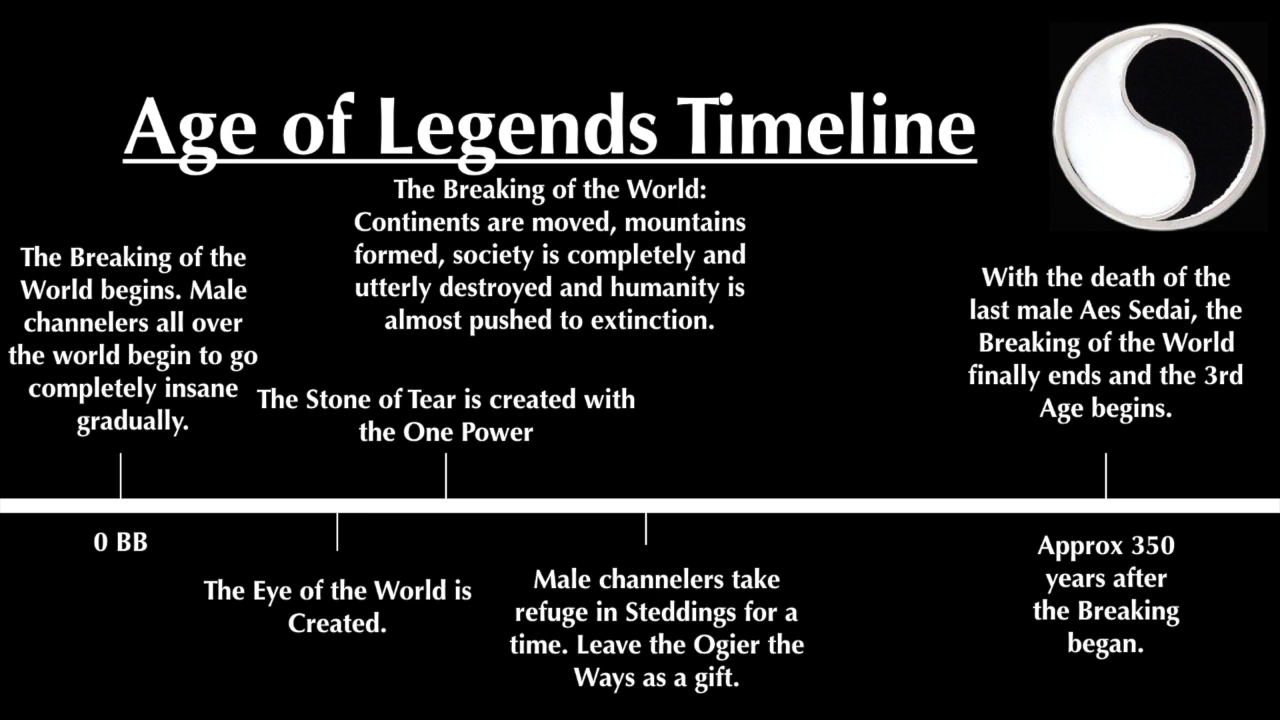 Age of Legends Timeline
The Breaking of the World:
Continents are moved, mountains
formed, society is completely and
utterly destroyed and humanity is
almost pushed to extinction.
The Breaking of the
World begins. Male
channelers all over
the world begin to go
completely insane
gradually.
The Stone of Tear is created with
the One Power
With the death of the
last male Aes Sedai, the
Breaking of the World
finally ends and the 3rd
Age begins.
0 BB
The Eye of the World is
Created.
Male channelers take
refuge in Steddings for a
time. Leave the Ogier the
Ways as a gift.
Approx 350
years after
the Breaking
began.